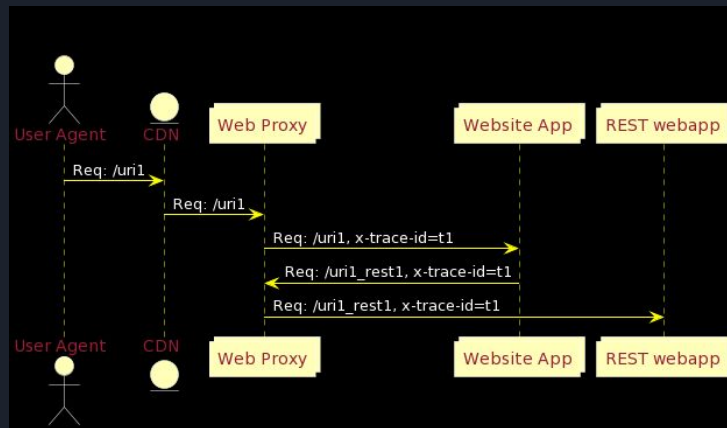 User Agent
CDN
Web Proxy
Website App
REST webapp
Req: /uri1
Req: /uri1
Req: /uri1, x-trace-id=t1
Req: /uri1_rest1, x-trace-id=t1
Req: /uri1_rest1, x-trace-id=t1
User Agent
CDN
Web Proxy
Website App
REST webapp